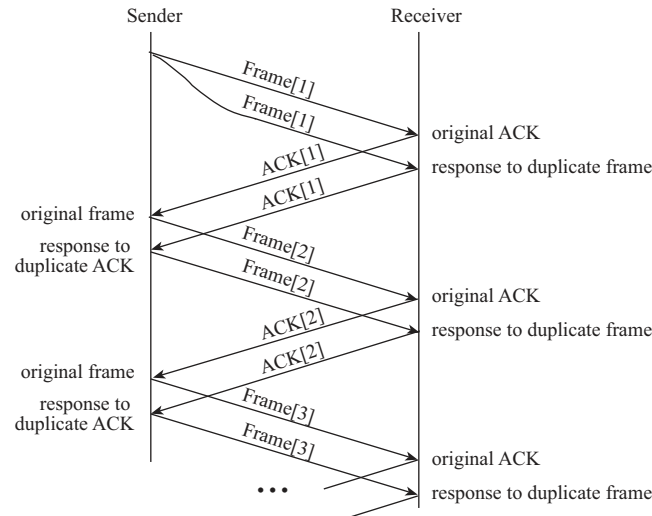 Sender
Receiver
Frame[1]
Frame[1]
original ACK
ACK[1]
response to duplicate frame
ACK[1]
original frame
response to
duplicate ACK
Frame[2]
Frame[2]
original ACK
ACK[2]
response to duplicate frame
ACK[2]
original frame
response to
duplicate ACK
Frame[3]
Frame[3]
original ACK
...
response to duplicate frame